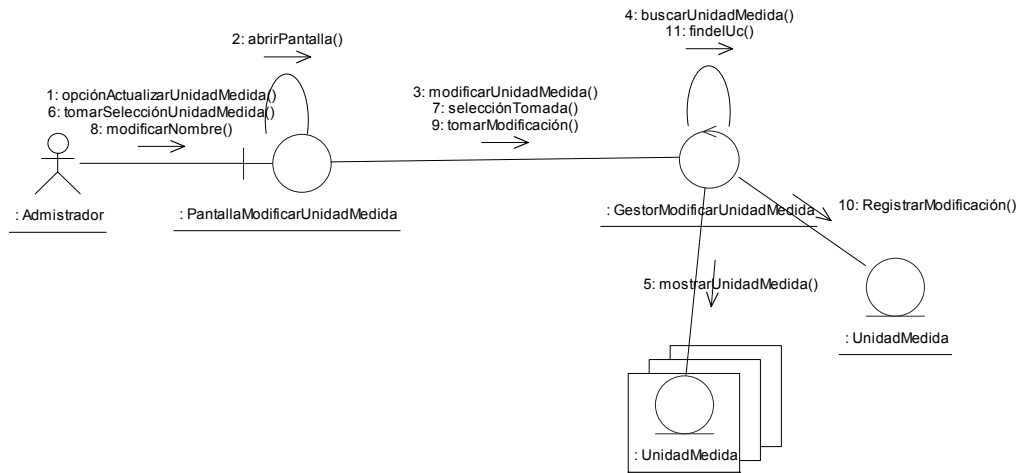 4: buscarUnidadMedida()
11: findelUc()
2: abrirPantalla()
1: opciónActualizarUnidadMedida()
6: tomarSelecciónUnidadMedida()
8: modificarNombre()
3: modificarUnidadMedida()
7: selecciónTomada()
9: tomarModificación()
: Admistrador
: PantallaModificarUnidadMedida
: GestorModificarUnidadMedida
10: RegistrarModificación()
5: mostrarUnidadMedida()
: UnidadMedida
: UnidadMedida